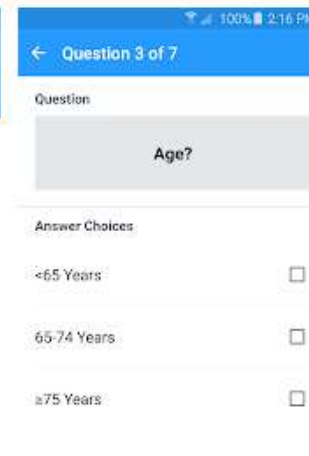 100% 2:16 PM
← Question 3 of 7
Question
Age?
Answer Choices
<65 Years
65-74 Years
≥75 Years